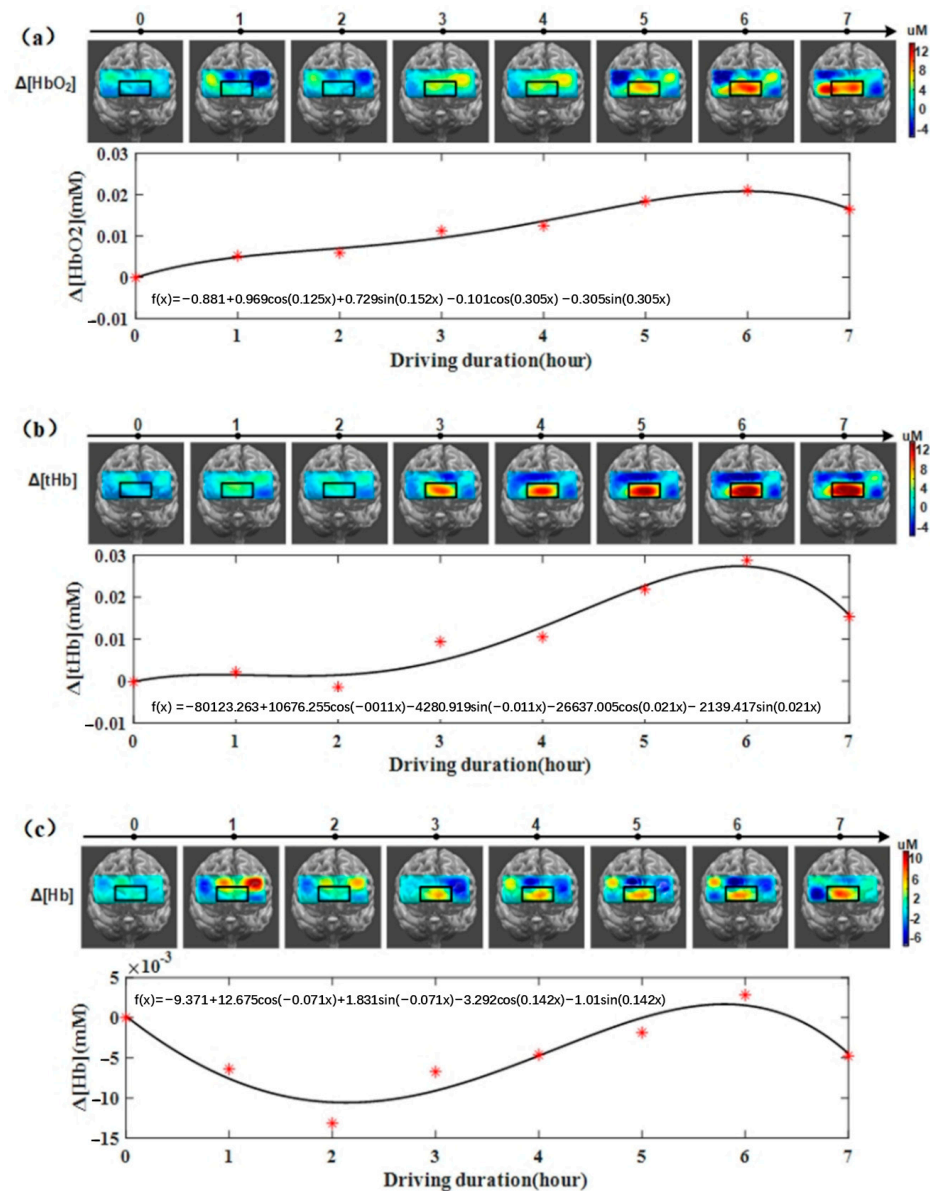 (a)
0 1 2 3 4 5 6 7
uM
Δ[HbO₂]
12
8
4
0
-4
0.03
0.02
0.01
0
−0.01
Δ[HbO2](mM)
f(x)=−0.881+0.969cos(0.125x)+0.729sin(0.152x) −0.101cos(0.305x) −0.305sin(0.305x)
0 1 2 3 4 5 6 7
Driving duration(hour)
(b)
0 1 2 3 4 5 6 7
uM
Δ[tHb]
12
8
4
0
-4
0.03
0.02
0.01
0
−0.01
Δ[tHb](mM)
f(x) =−80123.263+10676.255cos(−0011x)−4280.919sin(−0.011x)−26637.005cos(0.021x)− 2139.417sin(0.021x)
0 1 2 3 4 5 6 7
Driving duration(hour)
(c)
0 1 2 3 4 5 6 7
uM
Δ[Hb]
10
6
2
-2
-6
×10⁻³
5
0
−5
−10
−15
Δ[Hb](mM)
f(x)=−9.371+12.675cos(−0.071x)+1.831sin(−0.071x)−3.292cos(0.142x)−1.01sin(0.142x)
0 1 2 3 4 5 6 7
Driving duration(hour)